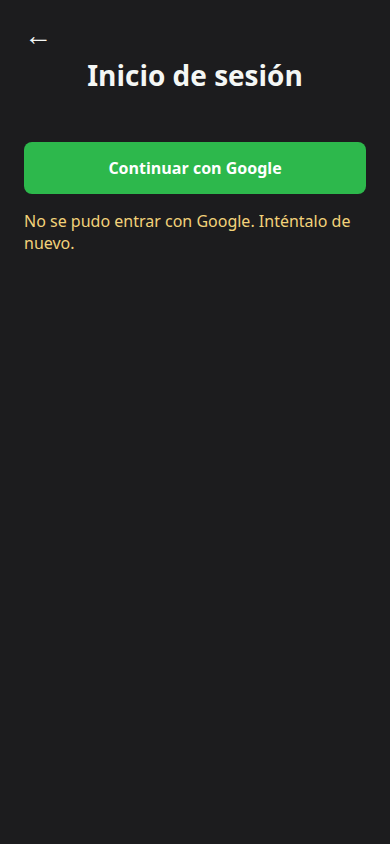 ←
Inicio de sesión
Continuar con Google
No se pudo entrar con Google. Inténtalo de
nuevo.